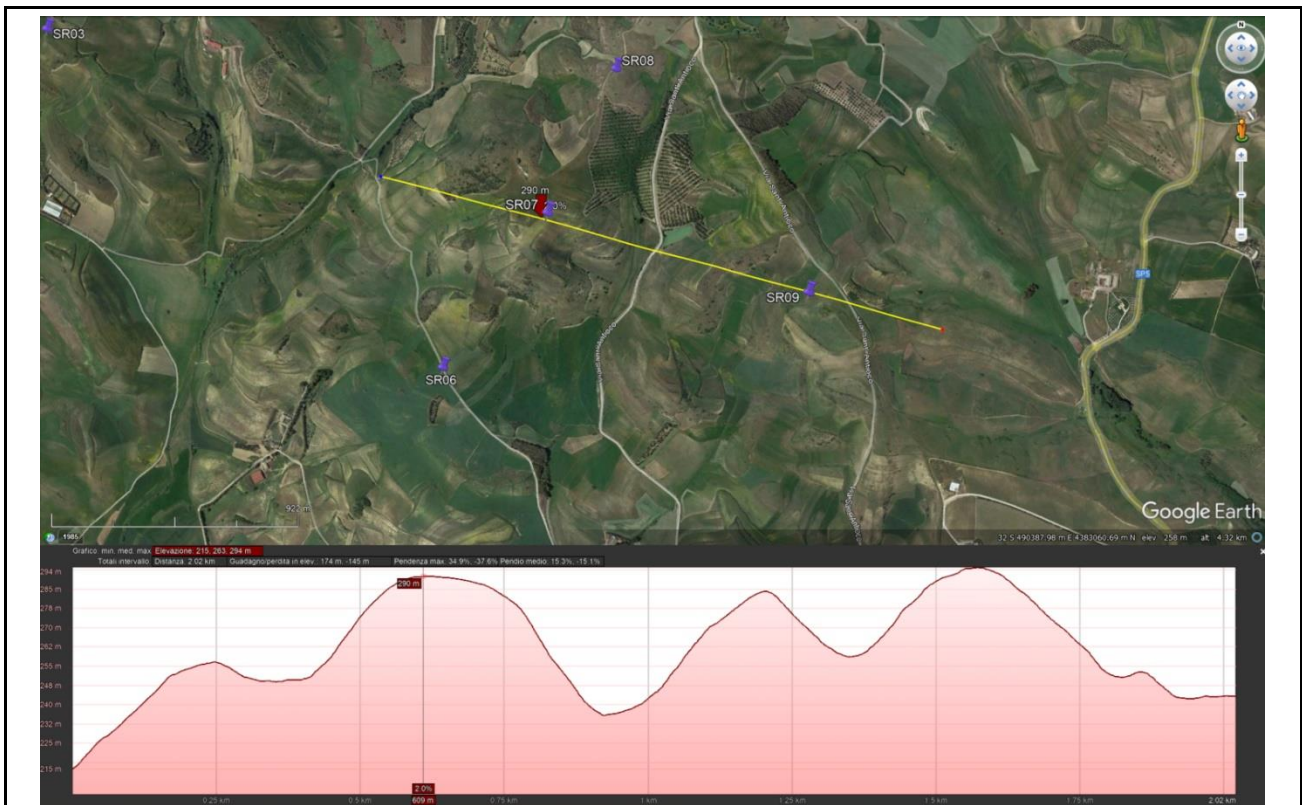 SR03
SR08
N
290 m
SR07 2.0%
SP5
SR09
SR06
922 m
Google Earth
1985
32 S 490387.98 m E 4383060.69 m N elev 258 m alt 4.32 km
Grafico: min. med. max. Elevazione: 215, 263, 294 m
Totali intervallo: Distanza: 2.02 km Guadagno/perdita in elev.: 174 m, -145 m Pendenza max: 34.9%, -37.6% Pendio medio: 15.3%, -15.1%
294 m
290 m
285 m
278 m
270 m
262 m
255 m
248 m
240 m
232 m
225 m
215 m
2.0%
0.25 km 0.5 km 609 m 0.75 km 1 km 1.25 km 1.5 km 1.75 km 2.02 km